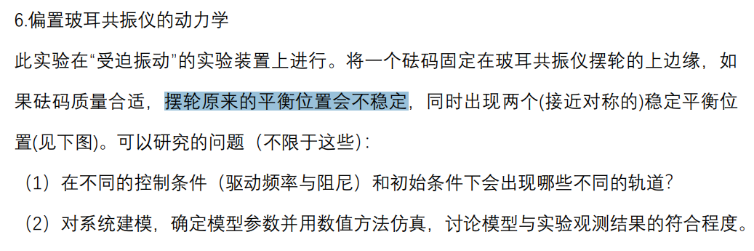 6.偏置玻耳共振仪的动力学
此实验在“受迫振动”的实验装置上进行。将一个砝码固定在玻耳共振仪摆轮的上边缘，如
果砝码质量合适，摆轮原来的平衡位置会不稳定，同时出现两个(接近对称的)稳定平衡位
置(见下图)。可以研究的问题（不限于这些）：
（1）在不同的控制条件（驱动频率与阻尼）和初始条件下会出现哪些不同的轨道？
（2）对系统建模，确定模型参数并用数值方法仿真，讨论模型与实验观测结果的符合程度。